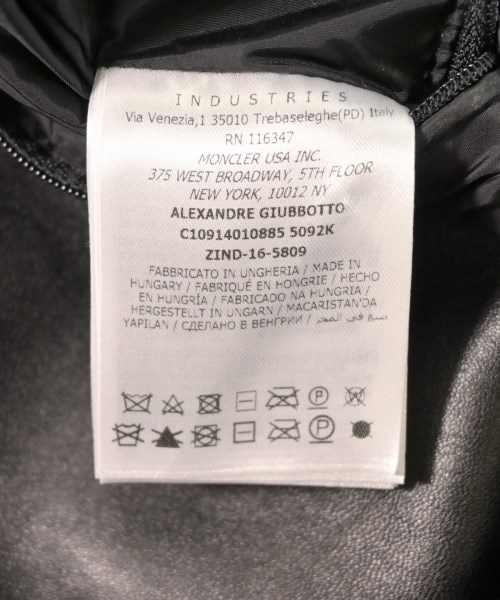 INDUSTRIES
Via Venezia,1 35010 Trebaseleghe(PD) Italy
RN 116347
MONCLER USA INC.
375 WEST BROADWAY, 5TH FLOOR
NEW YORK, 10012 NY
ALEXANDRE GIUBBOTTO
C10914010885 5092K
ZIND-16-5809
FABBRICATO IN UNGHERIA / MADE IN
HUNGARY / FABRIQUÉ EN HONGRIE / HECHO
EN HUNGRÍA / FABRICADO NA HUNGRIA /
HERGESTELLT IN UNGARN / MACARISTAN'DA
YAPILAN / СДЕЛАНО В ВЕНГРИИ / صنع في المجر